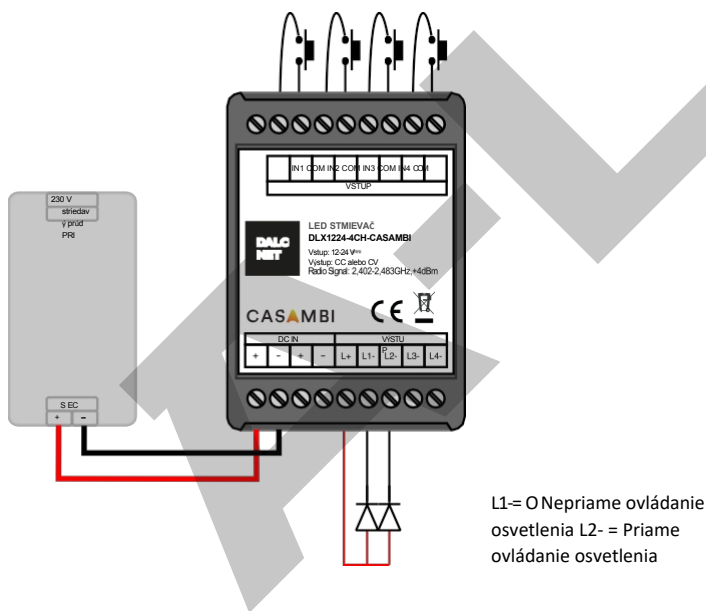 IN1 COM IN2 COM IN3 COM IN4 COM
VSTUP
230 V
striedav
ý prúd
PRI
LED STMIEVAČ
DLX1224-4CH-CASAMBI
DALC
NET
Vstup: 12-24 V
Výstup: CC alebo CV
Radio Signal: 2,402-2,483GHz,+4dBm
CASAMBI
CE
DC IN
VÝSTU
P
+ − + − L+ L1- L2- L3- L4-
S EC
+ −
L1-= O Nepriame ovládanie
osvetlenia L2- = Priame
ovládanie osvetlenia